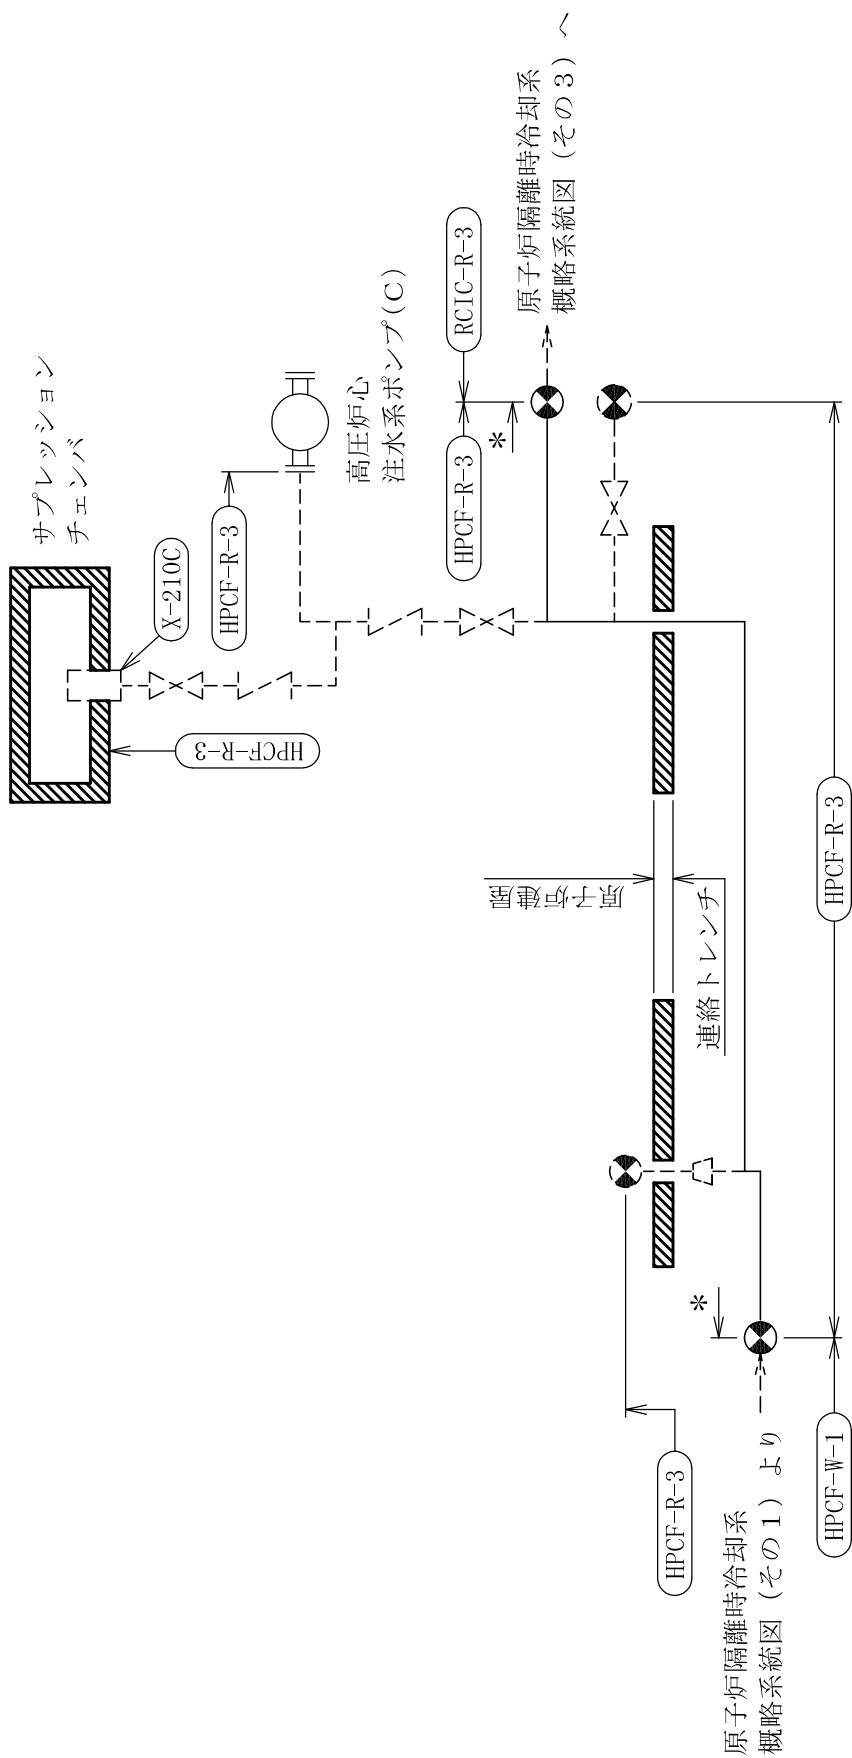 サプレッション
チェンバ
X-210C
HPCF-R-3
HPCF-R-3
高圧炉心
注水系ポンプ(C)
RCIC-R-3
HPCF-R-3
*
原子炉隔離時冷却系
概略系統図(その3)へ
原子炉建屋
連絡トレンチ
HPCF-R-3
*
HPCF-R-3
HPCF-W-1
原子炉隔離時冷却系
概略系統図(その1)より